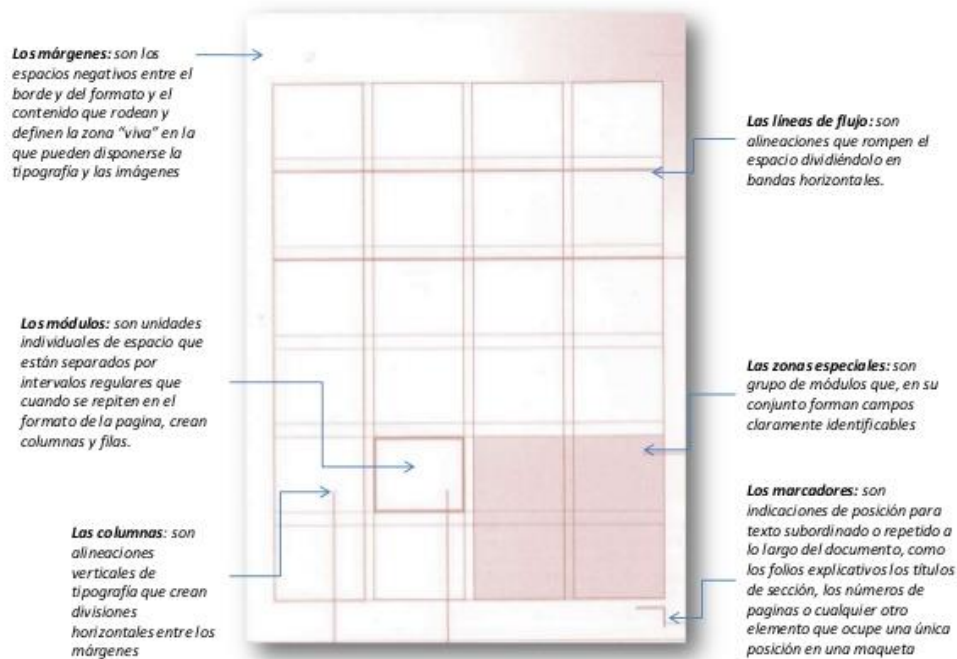 Los márgenes: son los
espacios negativos entre el
borde y del formato y el
contenido que rodean y
definen la zona "viva" en la
que pueden disponerse la
tipografía y las imágenes
Los módulos: son unidades
individuales de espacio que
están separados por
intervalos regulares que
cuando se repiten en el
formato de la pagina, crean
columnas y filas.
Las columnas: son
alineaciones
verticales de
tipografía que crean
divisiones
horizontales entre los
márgenes
Las líneas de flujo: son
alineaciones que rompen el
espacio dividiéndolo en
bandas horizontales.
Las zonas especiales: son
grupo de módulos que, en su
conjunto forman campos
claramente identificables
Los marcadores: son
indicaciones de posición para
texto subordinado o repetido a
lo largo del documento, como
los folios explicativos los títulos
de sección, los números de
paginas o cualquier otro
elemento que ocupe una única
posición en una maqueta